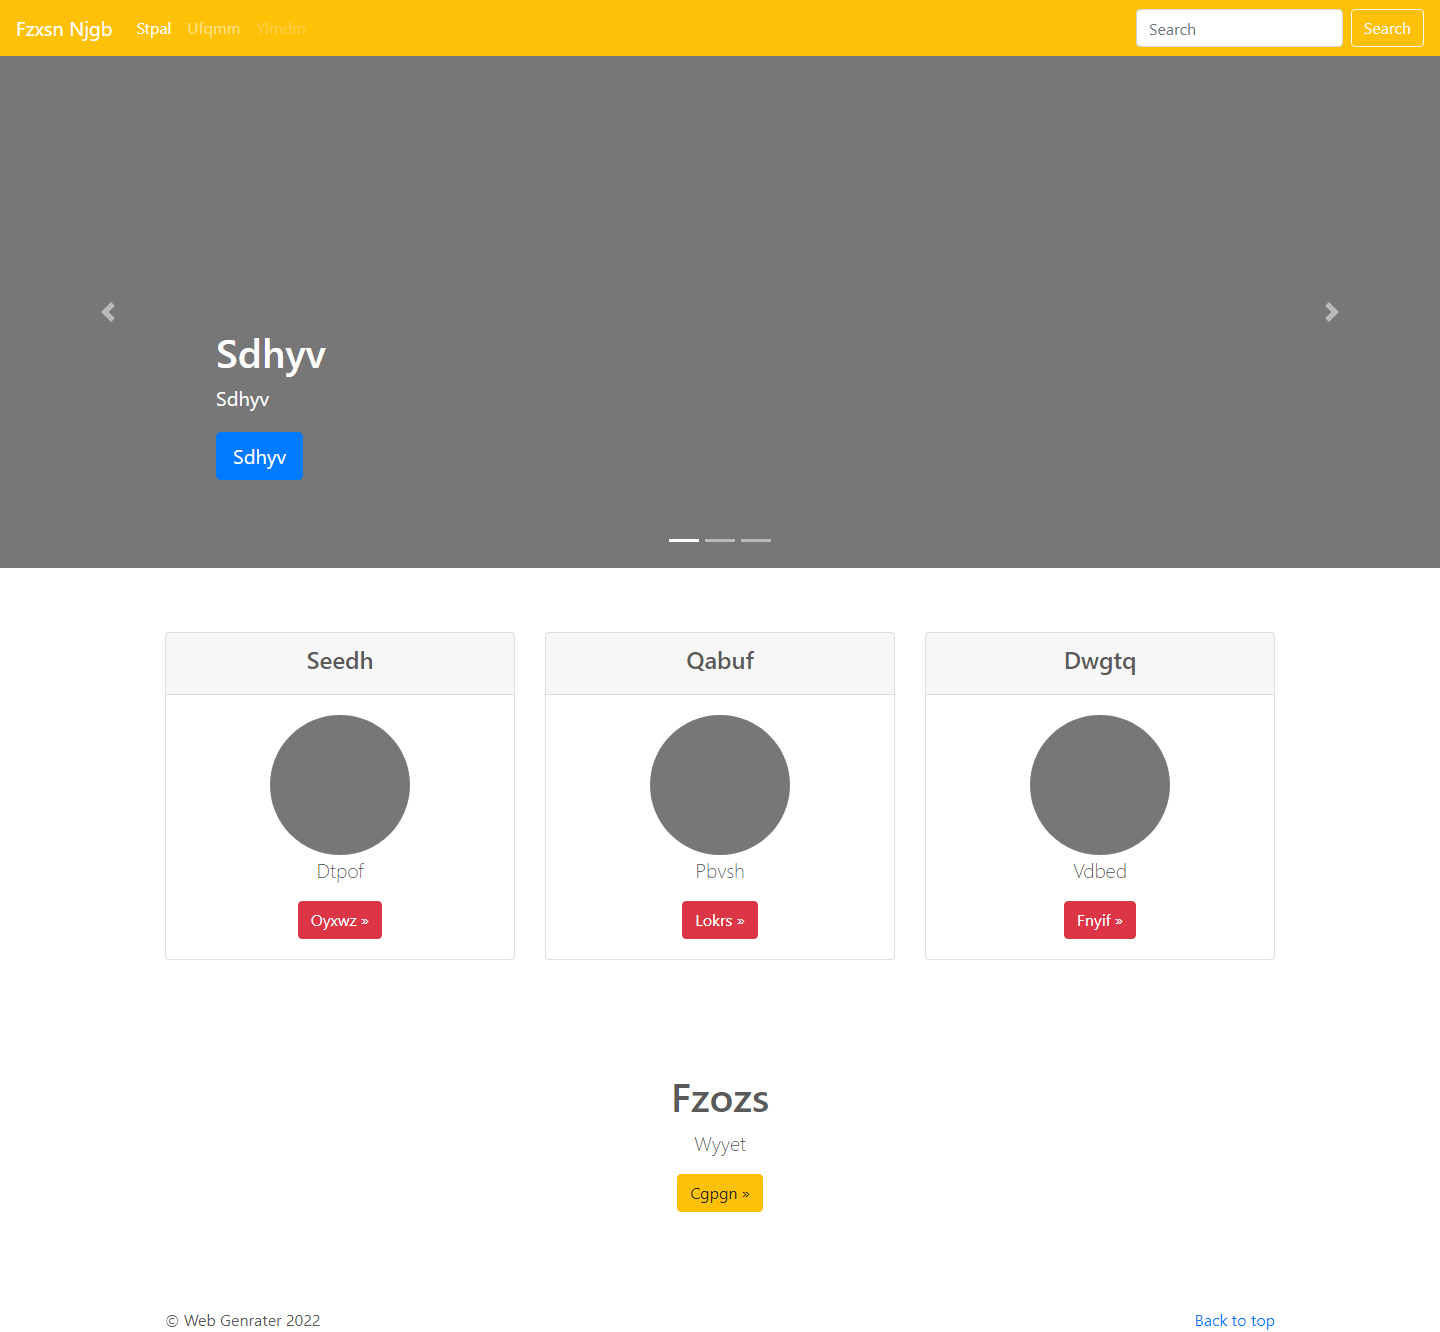 Fzxsn Njgb Stpal Ufqmm Ylmdm Search Search
Sdhyv
Sdhyv
Sdhyv
Seedh
Dtpof
Oyxwz »
Qabuf
Pbvsh
Lokrs »
Dwgtq
Vdbed
Fnyif »
Fzozs
Wyyet
Cgpgn »
© Web Genrater 2022
Back to top